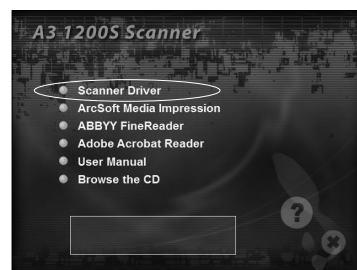 A3 1200S Scanner
Scanner Driver
ArcSoft Media Impression
ABBYY FineReader
Adobe Acrobat Reader
User Manual
Browse the CD
?